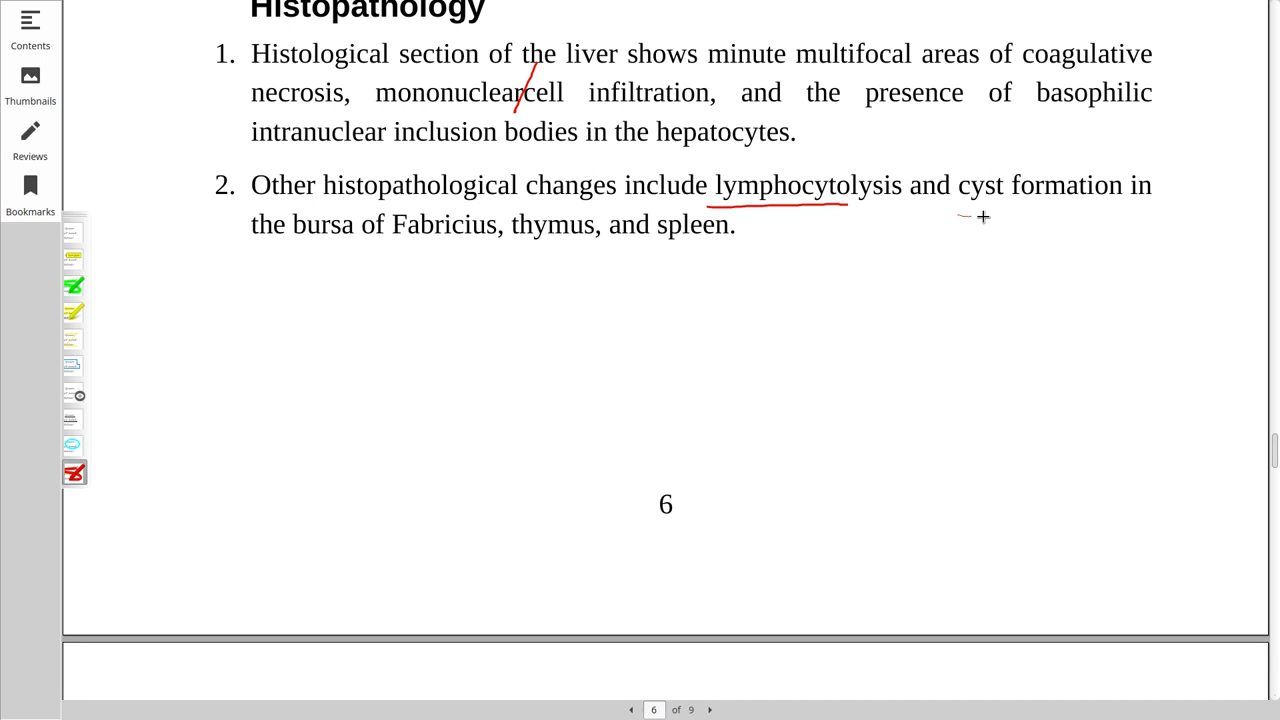 Contents
Thumbnails
Reviews
Bookmarks
Histopathology
1. Histological section of the liver shows minute multifocal areas of coagulative
necrosis, mononuclearcell infiltration, and the presence of basophilic
intranuclear inclusion bodies in the hepatocytes.
2. Other histopathological changes include lymphocytolysis and cyst formation in
the bursa of Fabricius, thymus, and spleen.
6
6 of 9